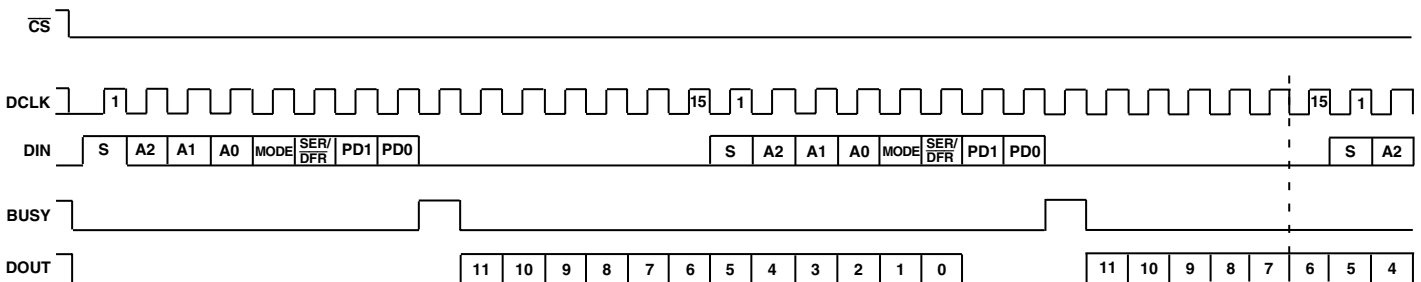 CS
DCLK 1 15 1 15 1
DIN S A2 A1 A0 MODE SER/DFR PD1 PD0 S A2 A1 A0 MODE SER/DFR PD1 PD0 S A2
BUSY
DOUT 11 10 9 8 7 6 5 4 3 2 1 0 11 10 9 8 7 6 5 4